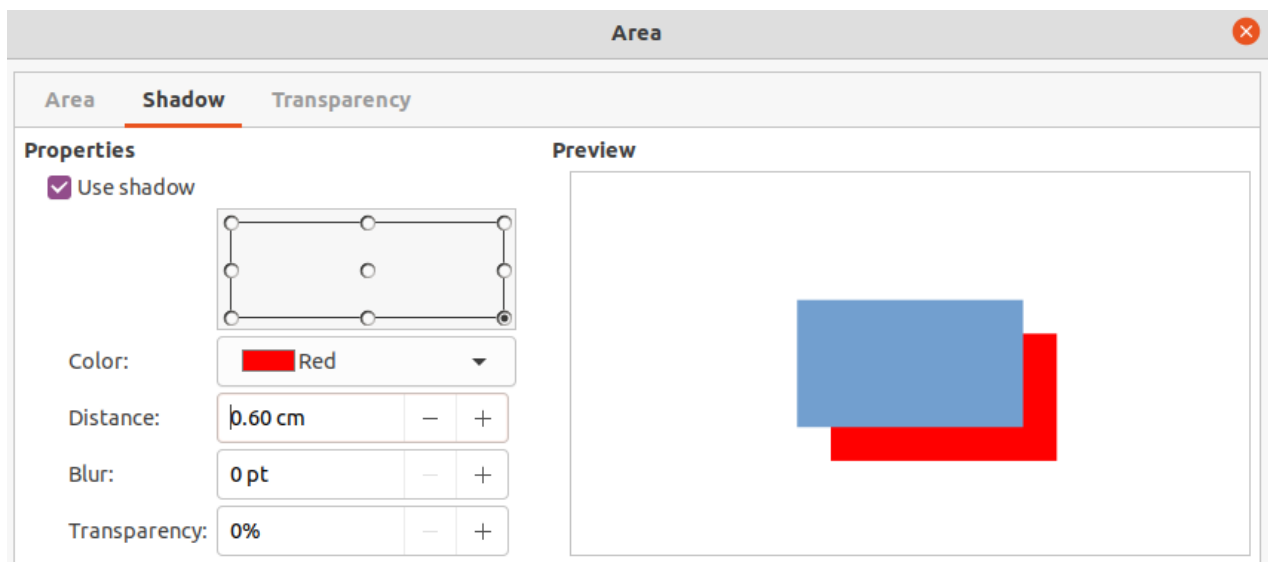 Area
Area Shadow Transparency
Properties
Use shadow
Color: Red
Distance: 0.60 cm
Blur: 0 pt
Transparency: 0%
Preview